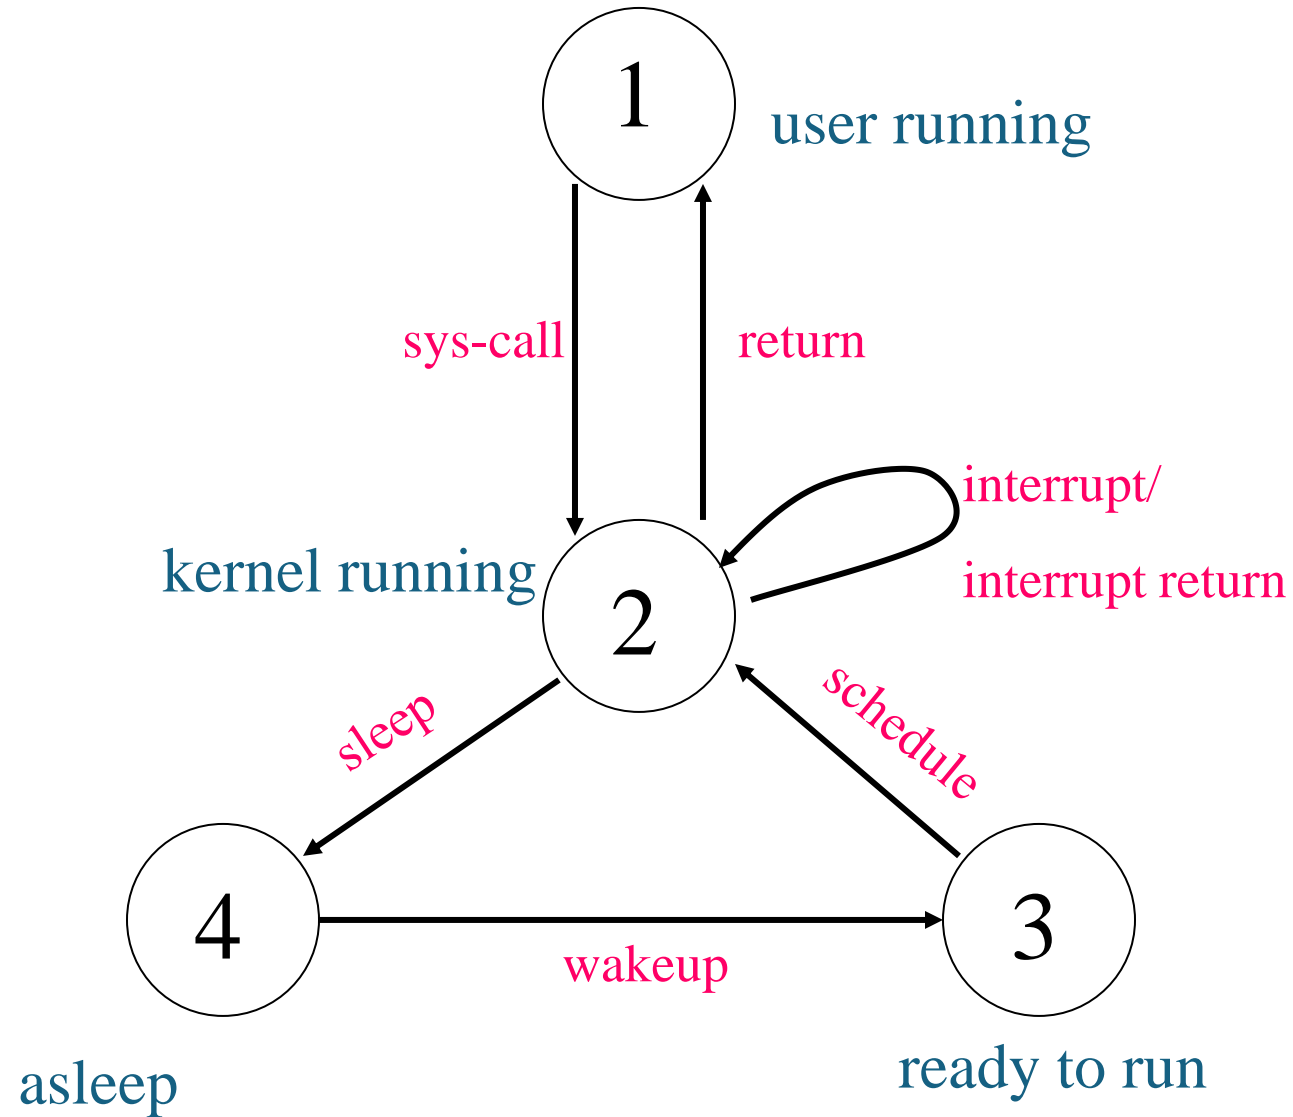 1
user running
sys-call
return
interrupt/
interrupt return
kernel running
2
sleep
schedule
4
3
wakeup
asleep
ready to run